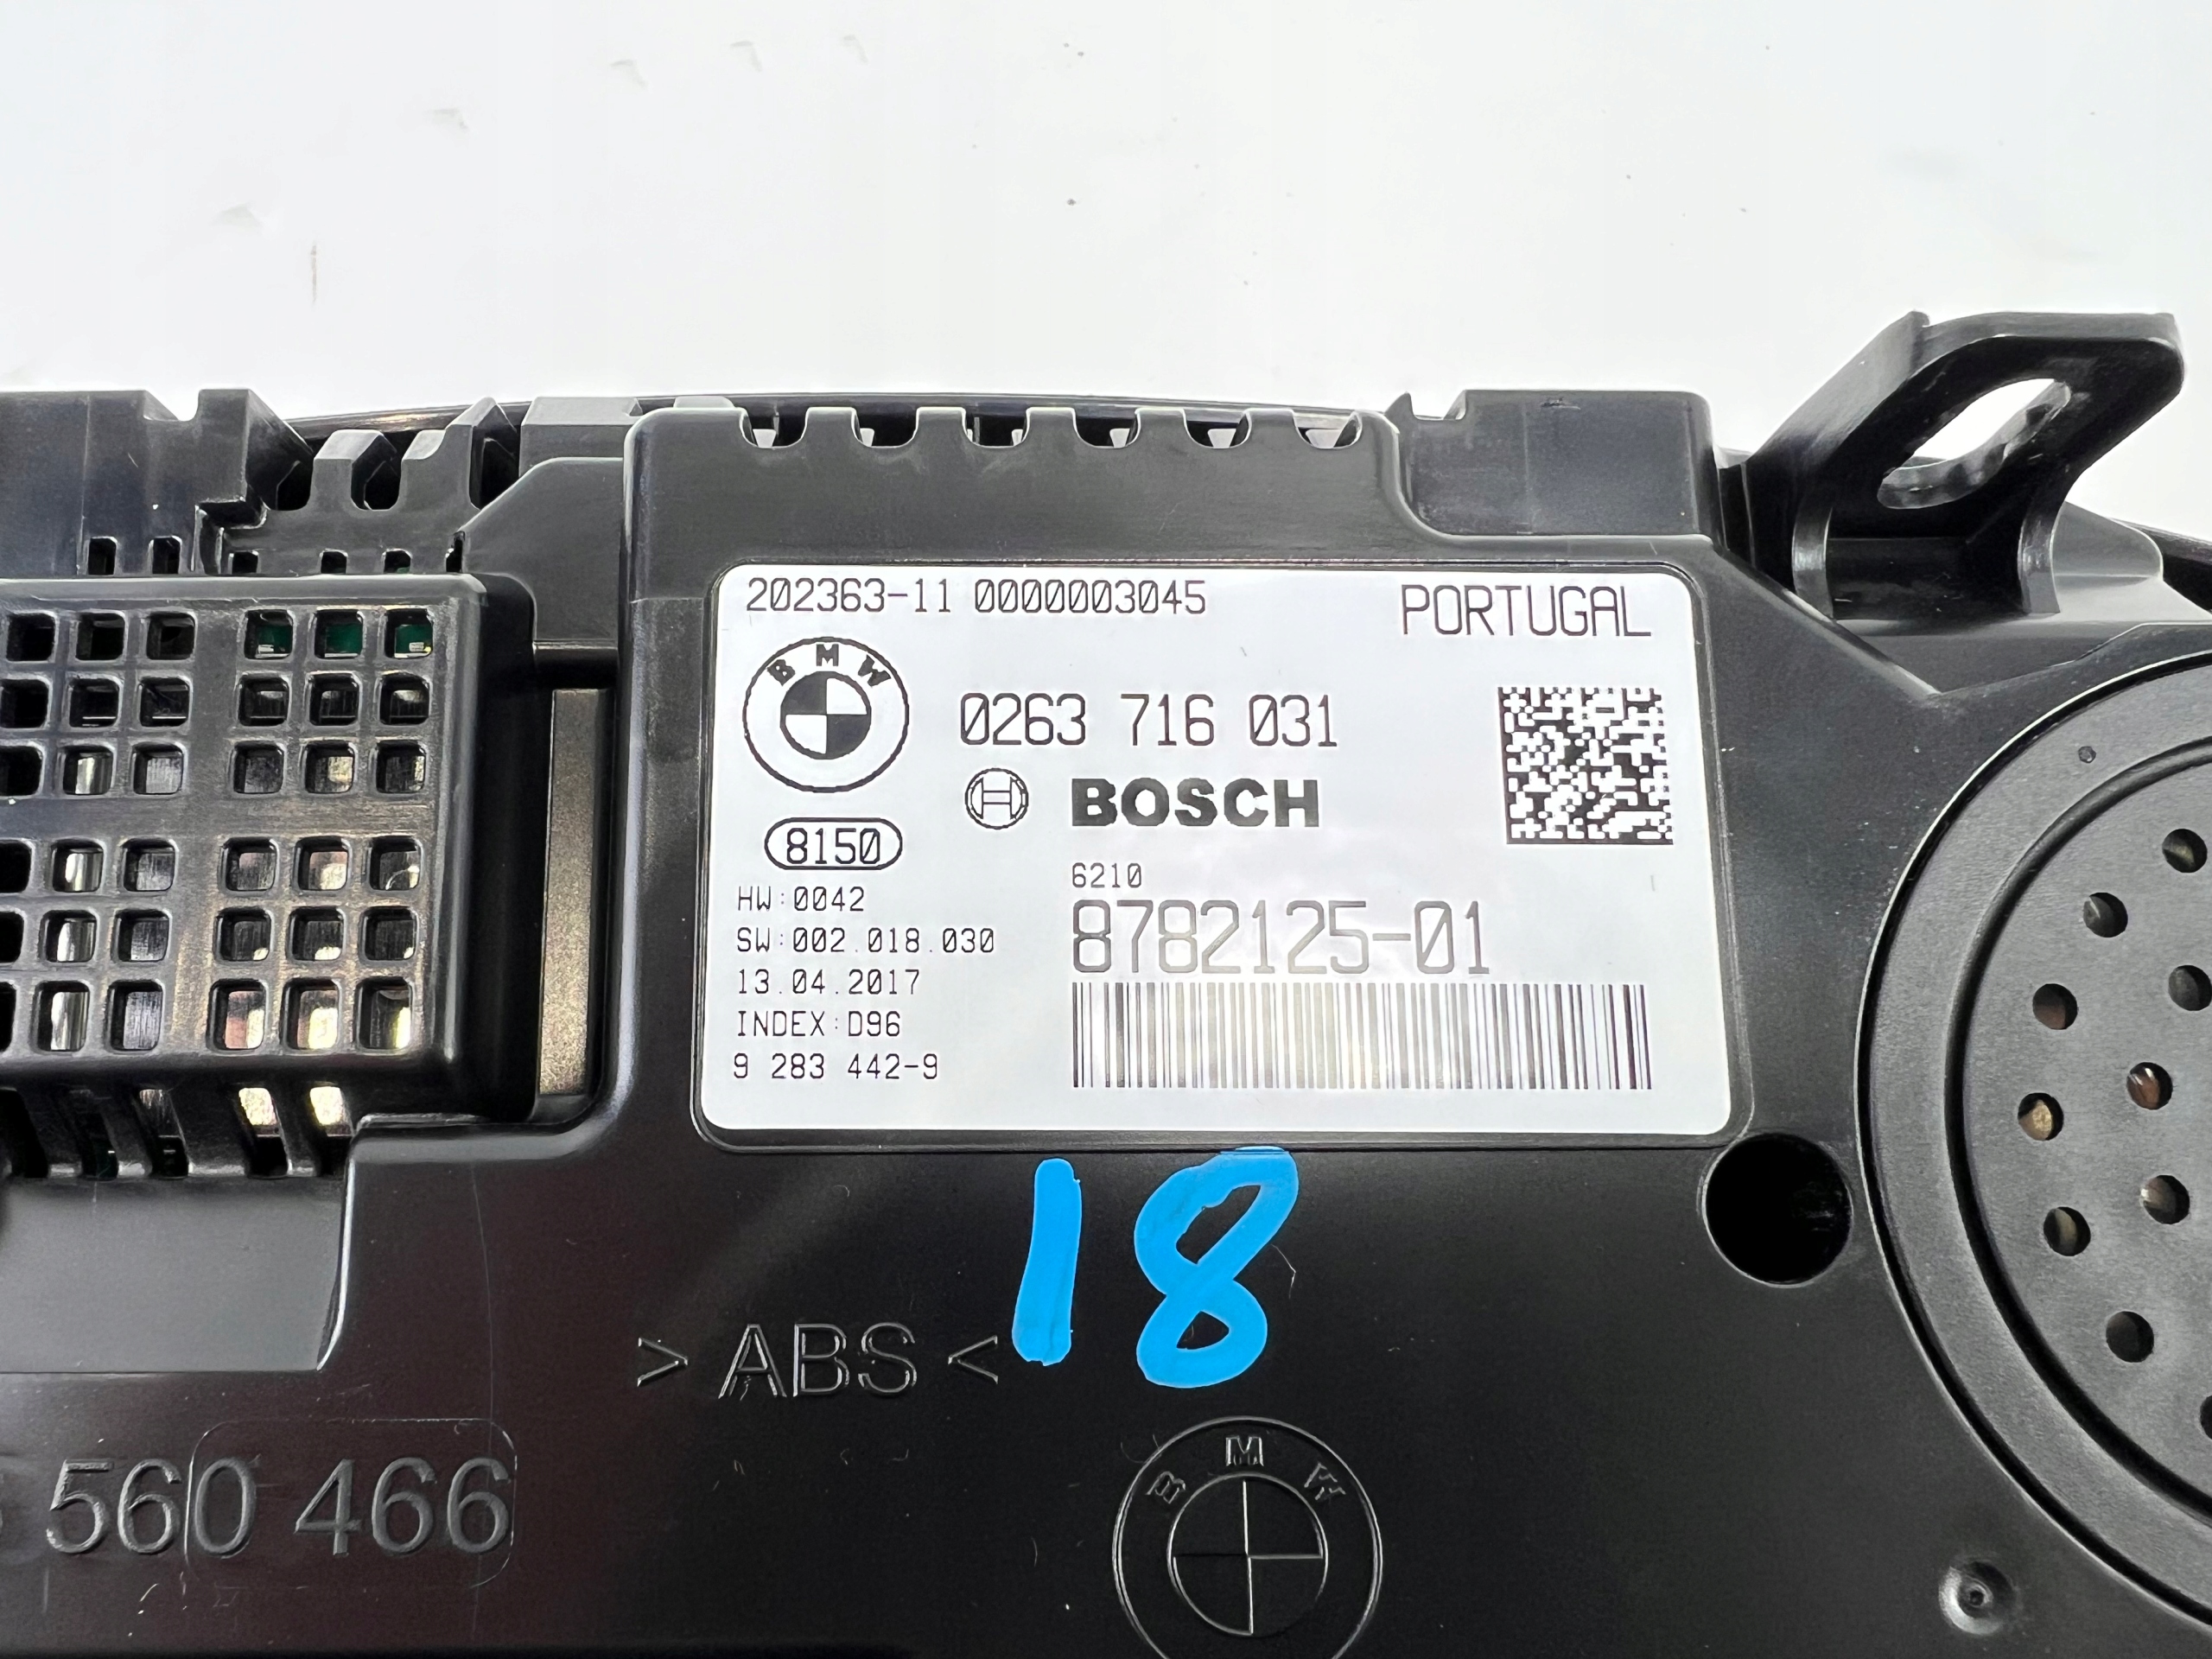 202363-11 0000003045
PORTUGAL
BMW
0263 716 031
BOSCH
8150
6210
HW:0042
8782125-01
SW:002.018.030
13.04.2017
INDEX:D96
9 283 442-9
18
> ABS <
560 466
BMW